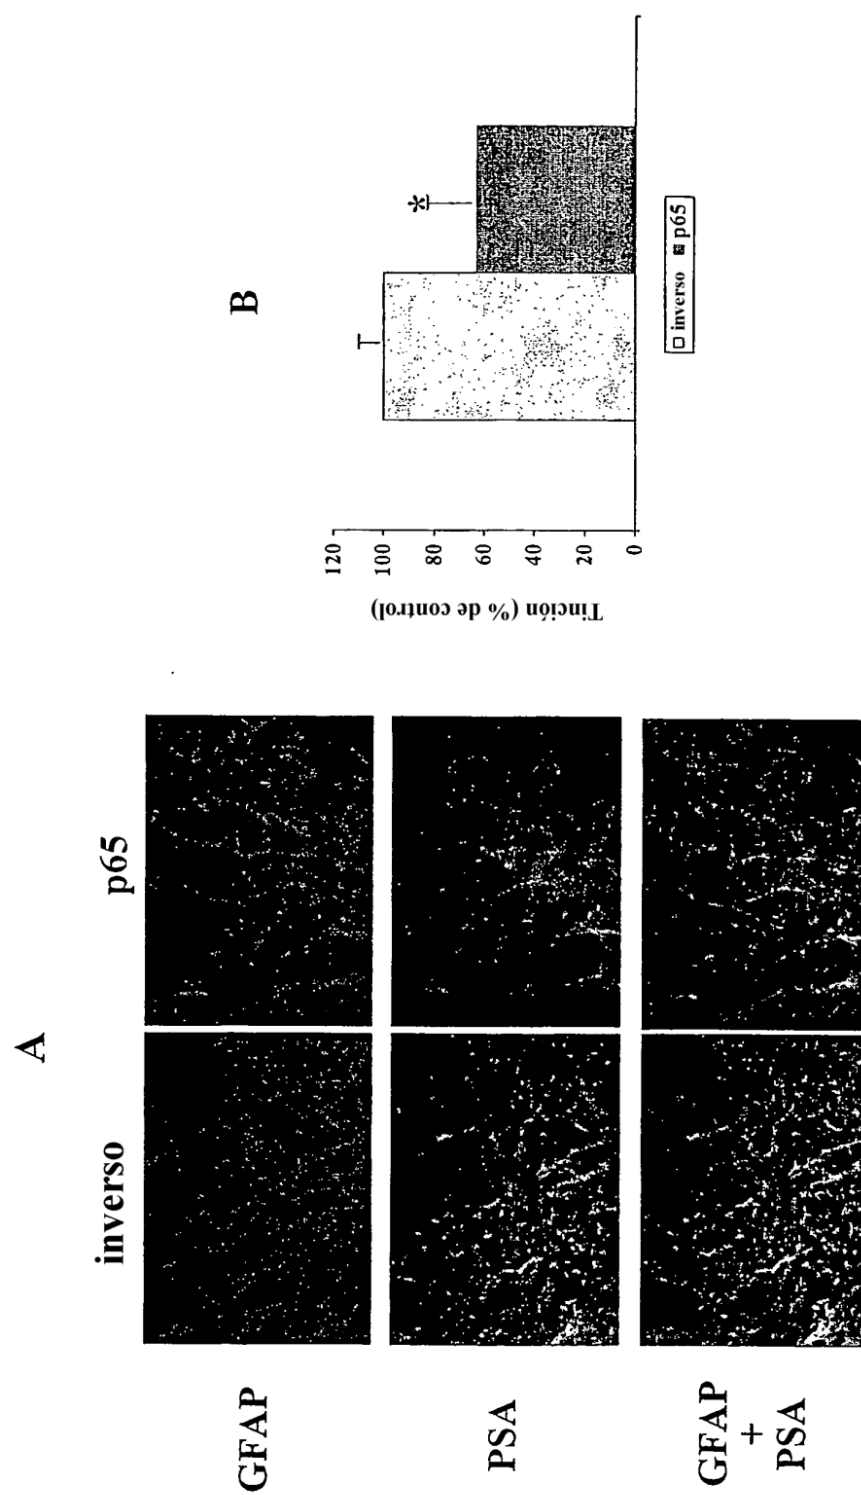 A
inverso
p65
GFAP
PSA
GFAP
+
PSA
B
Tinción (% de control)
120
100
80
60
40
20
0
*
inverso p65